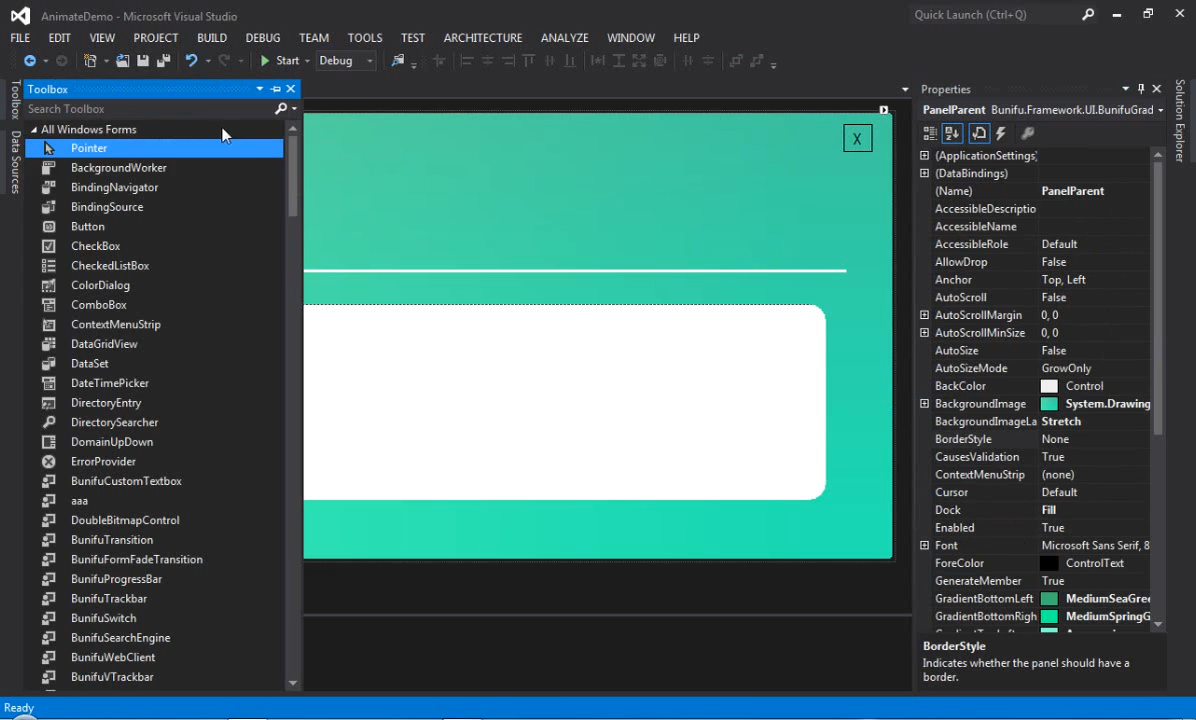 AnimateDemo - Microsoft Visual Studio
Quick Launch (Ctrl+Q)
FILE EDIT VIEW PROJECT BUILD DEBUG TEAM TOOLS TEST ARCHITECTURE ANALYZE WINDOW HELP
Start Debug
Toolbox
Data Sources
Toolbox
Search Toolbox
All Windows Forms
Pointer
BackgroundWorker
BindingNavigator
BindingSource
Button
CheckBox
CheckedListBox
ColorDialog
ComboBox
ContextMenuStrip
DataGridView
DataSet
DateTimePicker
DirectoryEntry
DirectorySearcher
DomainUpDown
ErrorProvider
BunifuCustomTextbox
aaa
DoubleBitmapControl
BunifuTransition
BunifuFormFadeTransition
BunifuProgressBar
BunifuTrackbar
BunifuSwitch
BunifuSearchEngine
BunifuWebClient
BunifuVTrackbar
X
Properties
PanelParent Bunifu.Framework.UI.BunifuGrad
(ApplicationSettings)
(DataBindings)
(Name) PanelParent
AccessibleDescriptio
AccessibleName
AccessibleRole Default
AllowDrop False
Anchor Top, Left
AutoScroll False
AutoScrollMargin 0, 0
AutoScrollMinSize 0, 0
AutoSize False
AutoSizeMode GrowOnly
BackColor Control
BackgroundImage System.Drawing
BackgroundImageLa Stretch
BorderStyle None
CausesValidation True
ContextMenuStrip (none)
Cursor Default
Dock Fill
Enabled True
Font Microsoft Sans Serif, 8
ForeColor ControlText
GenerateMember True
GradientBottomLeft MediumSeaGree
GradientBottomRigh MediumSpringG
BorderStyle
Indicates whether the panel should have a
border.
Solution Explorer
Ready